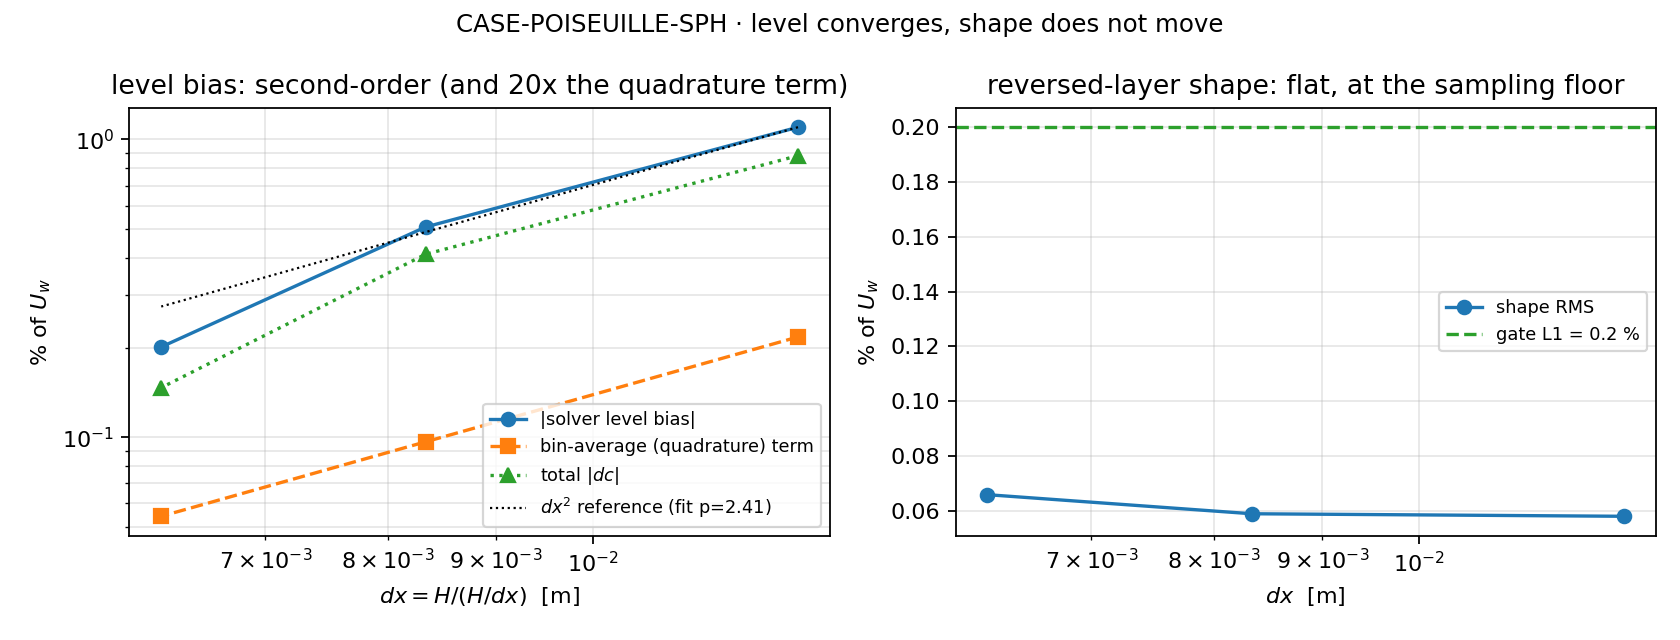 CASE-POISEUILLE-SPH · level converges, shape does not move
level bias: second-order (and 20x the quadrature term)
% of $U_w$
10⁰
10⁻¹
|solver level bias|
bin-average (quadrature) term
total |dc|
dx² reference (fit p=2.41)
7 × 10⁻³
8 × 10⁻³
9 × 10⁻³
10⁻²
dx = H/(H/dx) [m]
reversed-layer shape: flat, at the sampling floor
% of $U_w$
0.20
0.18
0.16
0.14
0.12
0.10
0.08
0.06
shape RMS
gate L1 = 0.2 %
7 × 10⁻³
8 × 10⁻³
9 × 10⁻³
10⁻²
dx [m]